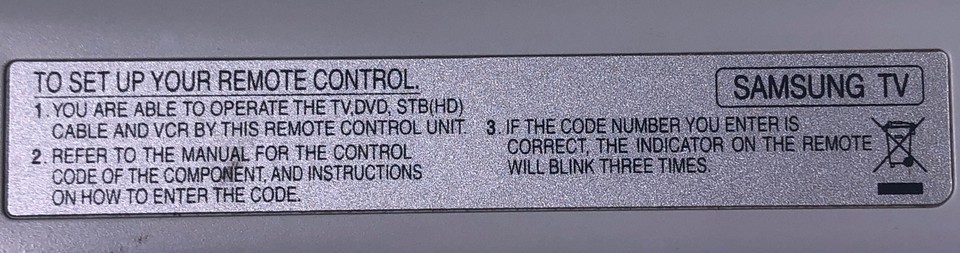 TO SET UP YOUR REMOTE CONTROL.
1. YOU ARE ABLE TO OPERATE THE TV,DVD, STB(HD)
CABLE AND VCR BY THIS REMOTE CONTROL UNIT.
2. REFER TO THE MANUAL FOR THE CONTROL
CODE OF THE COMPONENT, AND INSTRUCTIONS
ON HOW TO ENTER THE CODE.
SAMSUNG TV
3. IF THE CODE NUMBER YOU ENTER IS
CORRECT, THE INDICATOR ON THE REMOTE
WILL BLINK THREE TIMES.